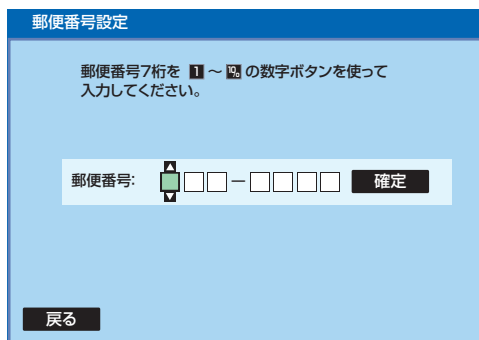 郵便番号設定
郵便番号7桁を 1 ～ 10/0 の数字ボタンを使って
入力してください。
郵便番号: － 確定
戻る